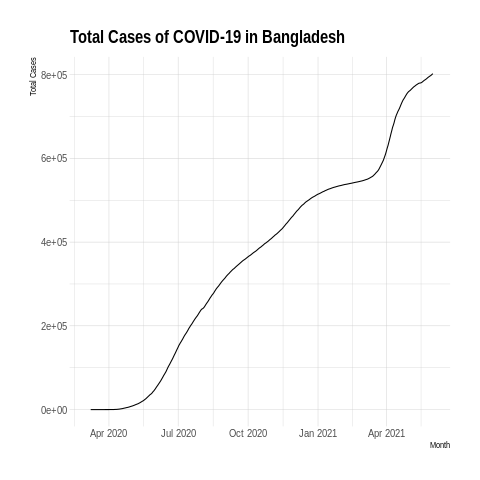 Total Cases of COVID-19 in Bangladesh
Total Cases
8e+05
6e+05
4e+05
2e+05
0e+00
Apr 2020 Jul 2020 Oct 2020 Jan 2021 Apr 2021
Month